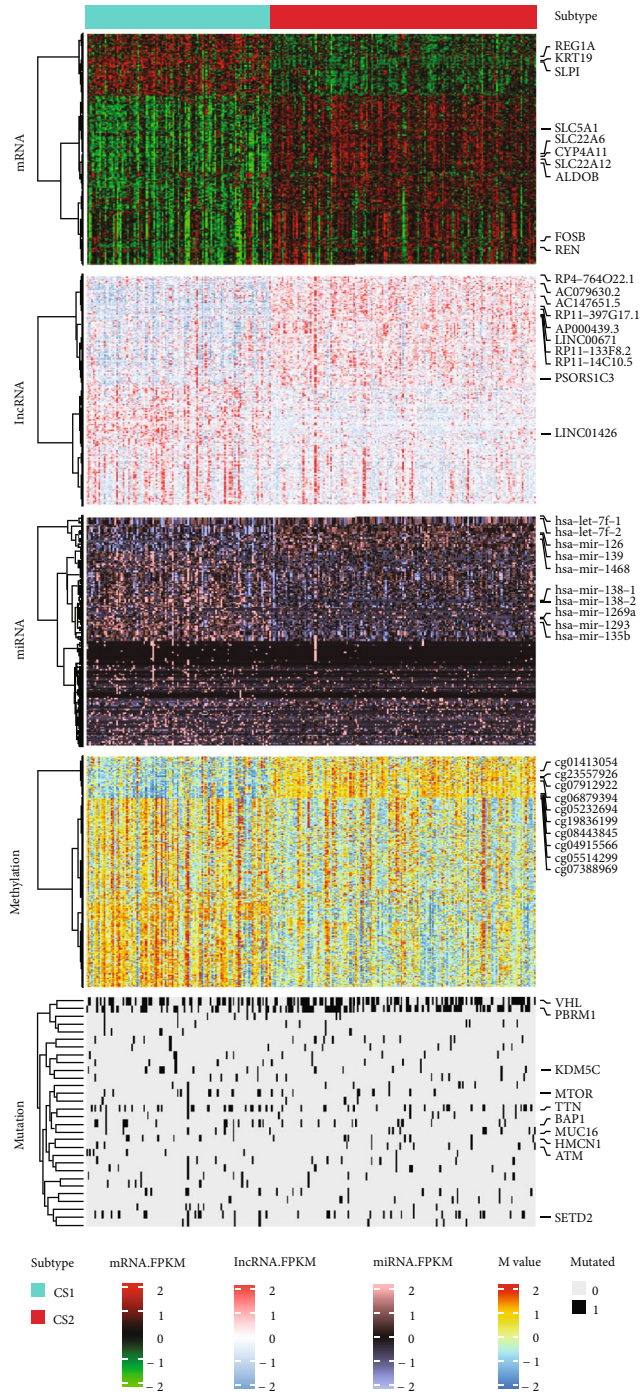 Subtype
mRNA
REG1A
KRT19
SLPI
SLC5A1
SLC22A6
CYP4A11
SLC22A12
ALDOB
FOSB
REN
lncRNA
RP4–764O22.1
AC079630.2
AC147651.5
RP11–397G17.1
AP000439.3
LINC00671
RP11–133F8.2
RP11–14C10.5
PSORS1C3
LINC01426
miRNA
hsa–let–7f–1
hsa–let–7f–2
hsa–mir–126
hsa–mir–139
hsa–mir–1468
hsa–mir–138–1
hsa–mir–138–2
hsa–mir–1269a
hsa–mir–1293
hsa–mir–135b
Methylation
cg01413054
cg23557926
cg07912922
cg06879394
cg05232694
cg19836199
cg08443845
cg04915566
cg05514299
cg07388969
Mutation
VHL
PBRM1
KDM5C
MTOR
TTN
BAP1
MUC16
HMCN1
ATM
SETD2
Subtype
CS1
CS2
mRNA.FPKM
2
1
0
–1
–2
lncRNA.FPKM
2
1
0
–1
–2
miRNA.FPKM
2
1
0
–1
–2
M value
2
1
0
–1
–2
Mutated
0
1